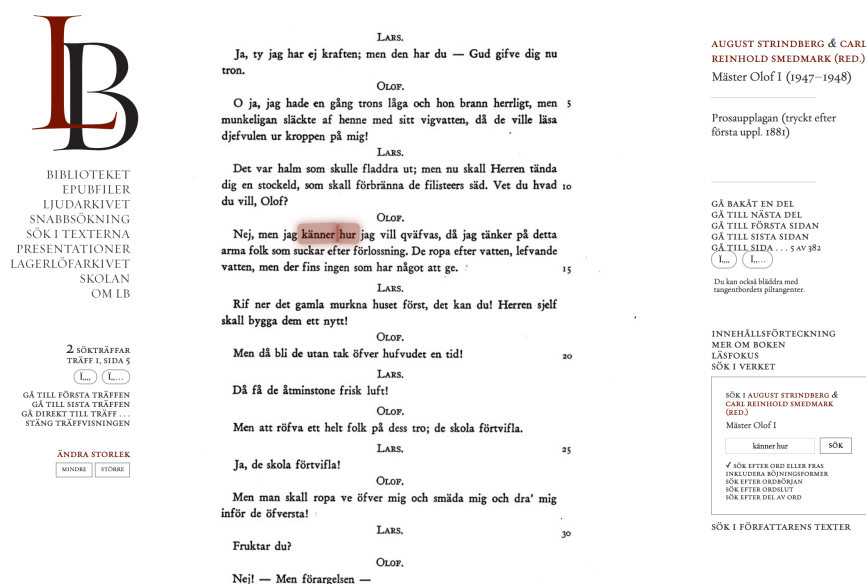 LB
BIBLIOTEKET
EPUBFILER
LJUDARKIVET
SNABBSÖKNING
SÖK I TEXTERNA
PRESENTATIONER
LAGERLÖFARKIVET
SKOLAN
OM LB
2 SÖKTRÄFFAR
TRÄFF 1, SIDA 5
Ï„„ Ï„…
GÅ TILL FÖRSTA TRÄFFEN
GÅ TILL SISTA TRÄFFEN
GÅ DIREKT TILL TRÄFF . . .
STÄNG TRÄFFVISNINGEN
ÄNDRA STORLEK
MINDRE STÖRRE
LARS.
Ja, ty jag har ej kraften; men den har du — Gud gifve dig nu
tron.
OLOF.
O ja, jag hade en gång trons låga och hon brann herrligt, men 5
munkeligan släckte af henne med sitt vigvatten, då de ville läsa
djefvulen ur kroppen på mig!
LARS.
Det var halm som skulle fladdra ut; men nu skall Herren tända
dig en stockeld, som skall förbränna de filisteers säd. Vet du hvad 10
du vill, Olof?
OLOF.
Nej, men jag känner hur jag vill qväfvas, då jag tänker på detta
arma folk som suckar efter förlossning. De ropa efter vatten, lefvande
vatten, men der fins ingen som har något att ge. 15
LARS.
Rif ner det gamla murkna huset först, det kan du! Herren sjelf
skall bygga dem ett nytt!
OLOF.
Men då bli de utan tak öfver hufvudet en tid! 20
LARS.
Då få de åtminstone frisk luft!
OLOF.
Men att röfva ett helt folk på dess tro; de skola förtvifla.
LARS. 25
Ja, de skola förtvifla!
OLOF.
Men man skall ropa ve öfver mig och smäda mig och dra' mig
inför de öfversta!
LARS. 30
Fruktar du?
OLOF.
Nej! — Men förargelsen —
AUGUST STRINDBERG & CARL
REINHOLD SMEDMARK (RED.)
Mäster Olof I (1947–1948)
Prosaupplagan (tryckt efter
första uppl. 1881)
GÅ BAKÅT EN DEL
GÅ TILL NÄSTA DEL
GÅ TILL FÖRSTA SIDAN
GÅ TILL SISTA SIDAN
GÅ TILL SIDA . . . 5 AV 382
Ï„„ Ï„…
Du kan också bläddra med
tangentbordets piltangenter.
INNEHÅLLSFÖRTECKNING
MER OM BOKEN
LÄSFOKUS
SÖK I VERKET
SÖK I AUGUST STRINDBERG &
CARL REINHOLD SMEDMARK
(RED.)
Mäster Olof I
känner hur SÖK
✓ SÖK EFTER ORD ELLER FRAS
INKLUDERA BÖJNINGSFORMER
SÖK EFTER ORDBÖRJAN
SÖK EFTER ORDSLUT
SÖK EFTER DEL AV ORD
SÖK I FÖRFATTARENS TEXTER